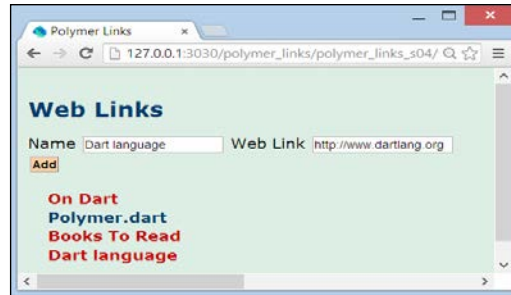 Polymer Links
127.0.0.1:3030/polymer_links/polymer_links_s04/
Web Links
Name Dart language Web Link http://www.dartlang.org
Add
On Dart
Polymer.dart
Books To Read
Dart language